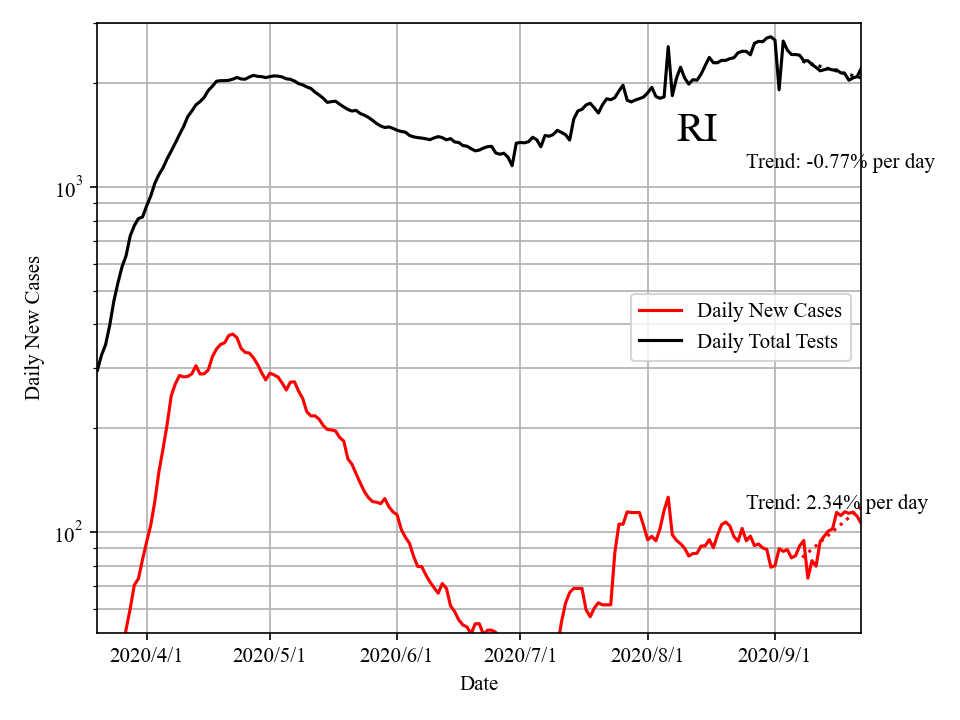 RI
Trend: -0.77% per day
10^3
Daily New Cases
Daily New Cases
Daily Total Tests
Trend: 2.34% per day
10^2
2020/4/1 2020/5/1 2020/6/1 2020/7/1 2020/8/1 2020/9/1
Date